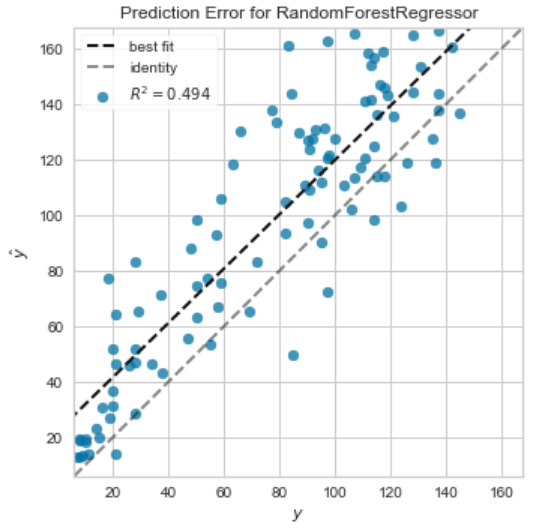 Prediction Error for RandomForestRegressor
best fit
identity
R² = 0.494
160
140
120
100
80
60
40
20
ŷ
20
40
60
80
100
120
140
160
y